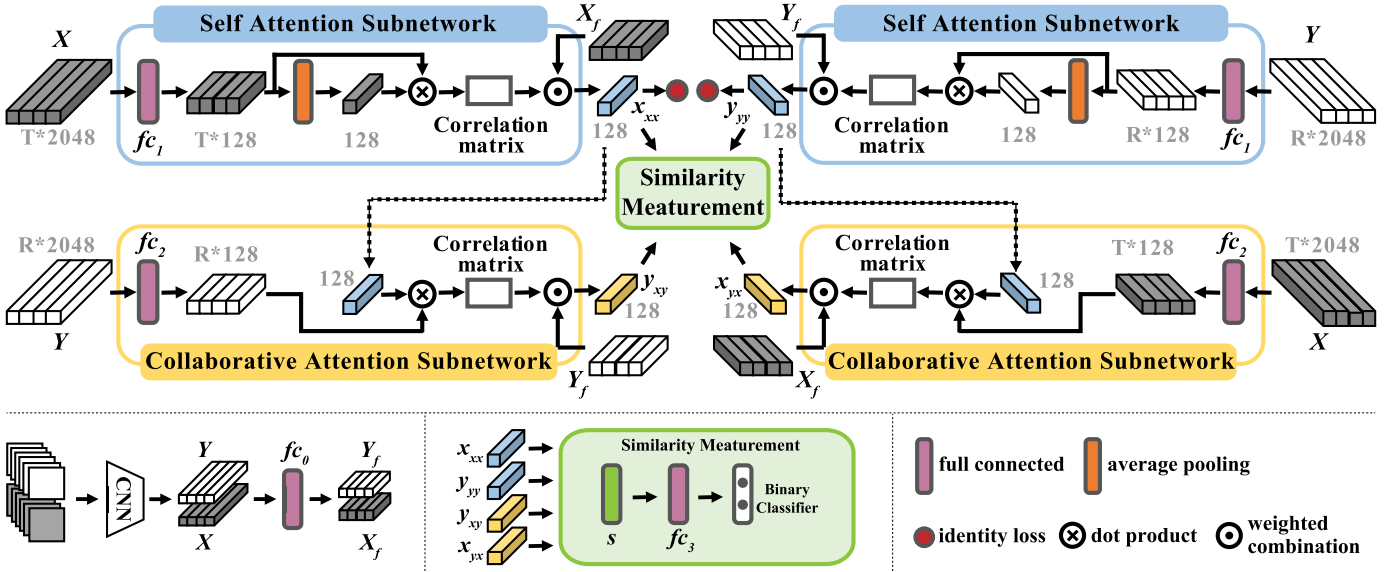 Self Attention Subnetwork
X
X_f
T*2048
fc_1
T*128
128
Correlation
matrix
128
x_xx
Self Attention Subnetwork
Y_f
Y
y_yy
128
Correlation
matrix
128
R*128
fc_1
R*2048
Similarity
Meaturement
R*2048
Y
fc_2
R*128
128
Correlation
matrix
y_xy
128
Y_f
Collaborative Attention Subnetwork
x_yx
128
Correlation
matrix
128
T*128
fc_2
T*2048
X
X_f
Collaborative Attention Subnetwork
CNN
Y
X
fc_0
Y_f
X_f
x_xx
y_yy
y_xy
x_yx
Similarity Meaturement
s
fc_3
Binary
Classifier
full connected
average pooling
identity loss
dot product
weighted
combination